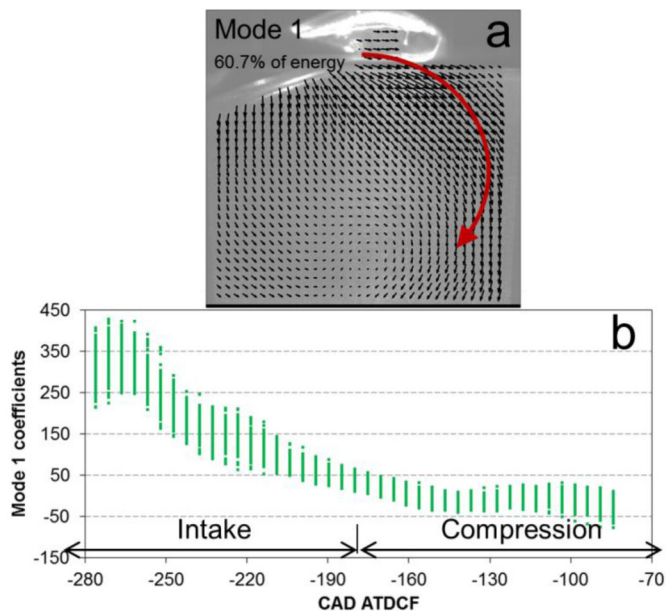 Mode 1
a
60.7% of energy
b
450
350
250
150
50
-50
-150
Mode 1 coefficients
Intake
Compression
-280
-250
-220
-190
-160
-130
-100
-70
CAD ATDCF